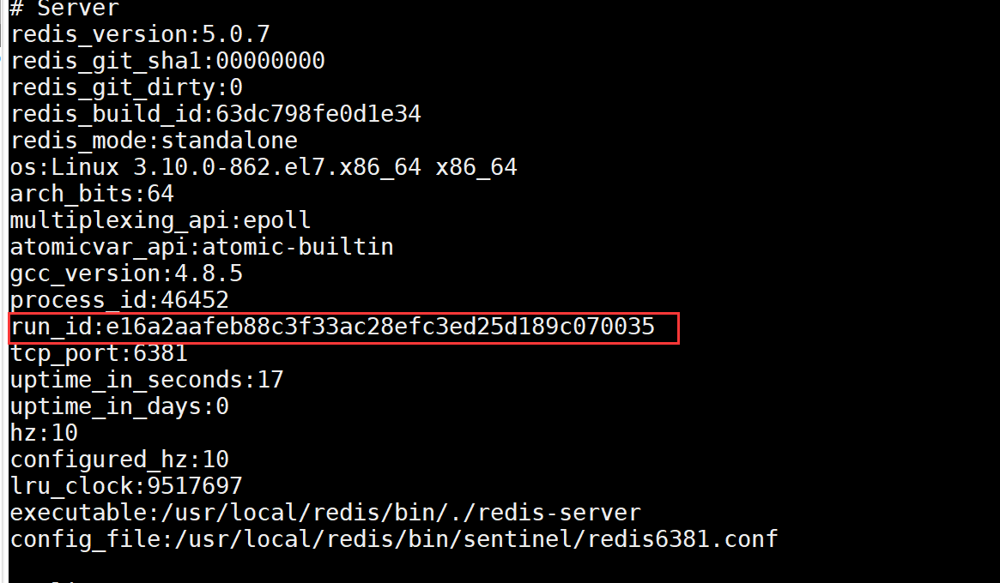 # Server
redis_version:5.0.7
redis_git_sha1:00000000
redis_git_dirty:0
redis_build_id:63dc798fe0d1e34
redis_mode:standalone
os:Linux 3.10.0-862.el7.x86_64 x86_64
arch_bits:64
multiplexing_api:epoll
atomicvar_api:atomic-builtin
gcc_version:4.8.5
process_id:46452
run_id:e16a2aafeb88c3f33ac28efc3ed25d189c070035
tcp_port:6381
uptime_in_seconds:17
uptime_in_days:0
hz:10
configured_hz:10
lru_clock:9517697
executable:/usr/local/redis/bin/./redis-server
config_file:/usr/local/redis/bin/sentinel/redis6381.conf